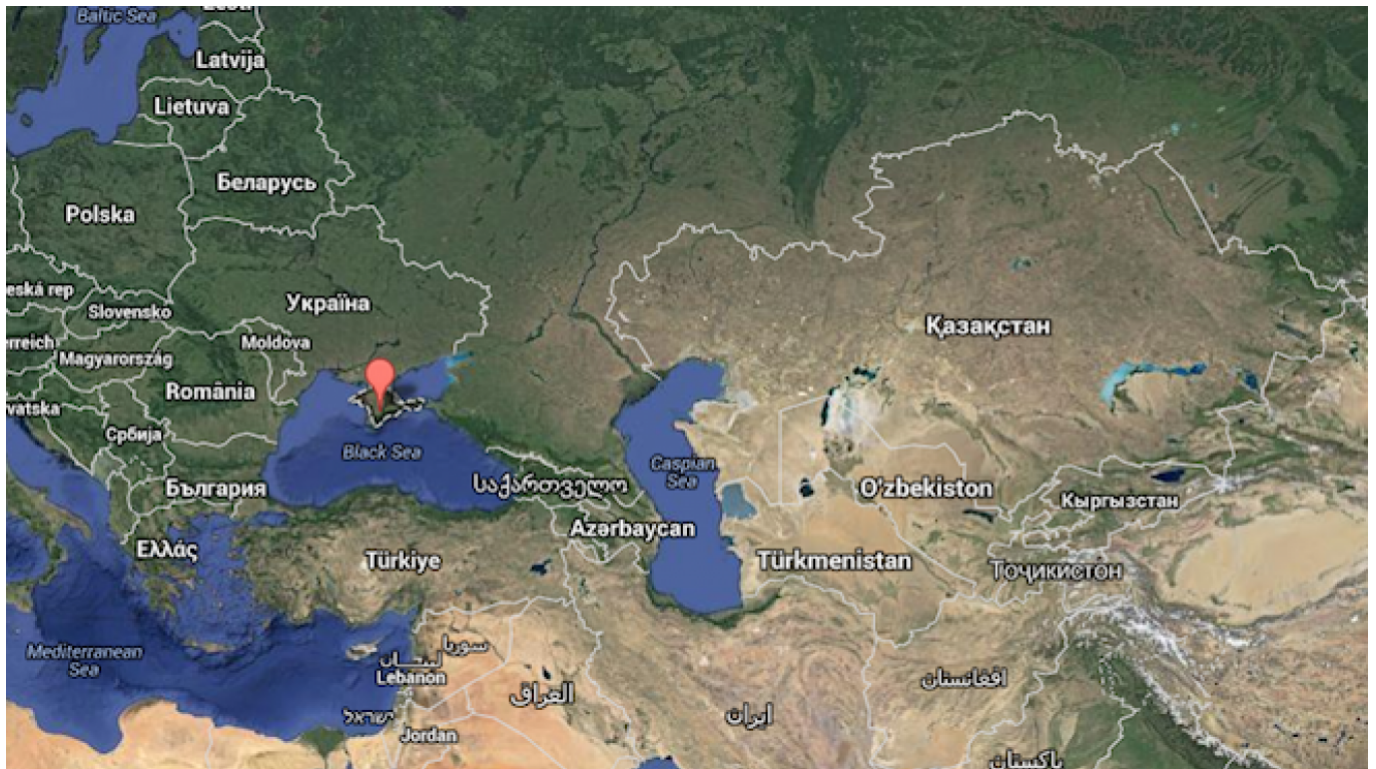 Baltic Sea
Latvija
Lietuva
Беларусь
Polska
eská rep
Україна
Slovensko
Қазақстан
rreich
Moldova
Magyarország
România
vatska
Србија
Black Sea
Caspian
Sea
България
საქართველო
O'zbekiston
Кыргызстан
Azərbaycan
Ελλάς
Türkiye
Türkmenistan
Тоҷикистон
Mediterranean
Sea
سوريا
لبنان
Lebanon
العراق
افغانستان
ישראל
ایران
Jordan
پاکستان